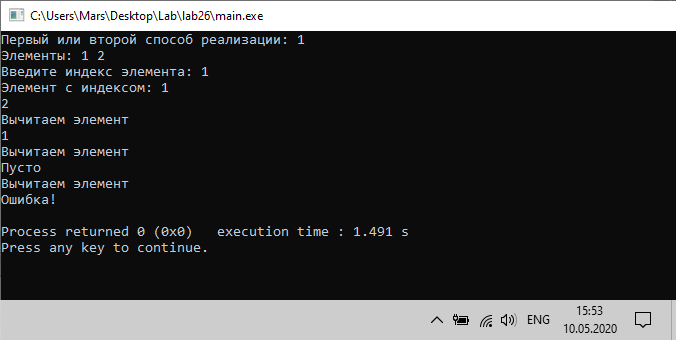 C:\Users\Mars\Desktop\Lab\lab26\main.exe
Первый или второй способ реализации: 1
Элементы: 1 2
Введите индекс элемента: 1
Элемент с индексом: 1
2
Вычитаем элемент
1
Вычитаем элемент
Пусто
Вычитаем элемент
Ошибка!
Process returned 0 (0x0)   execution time : 1.491 s
Press any key to continue.
ENG
15:53
10.05.2020